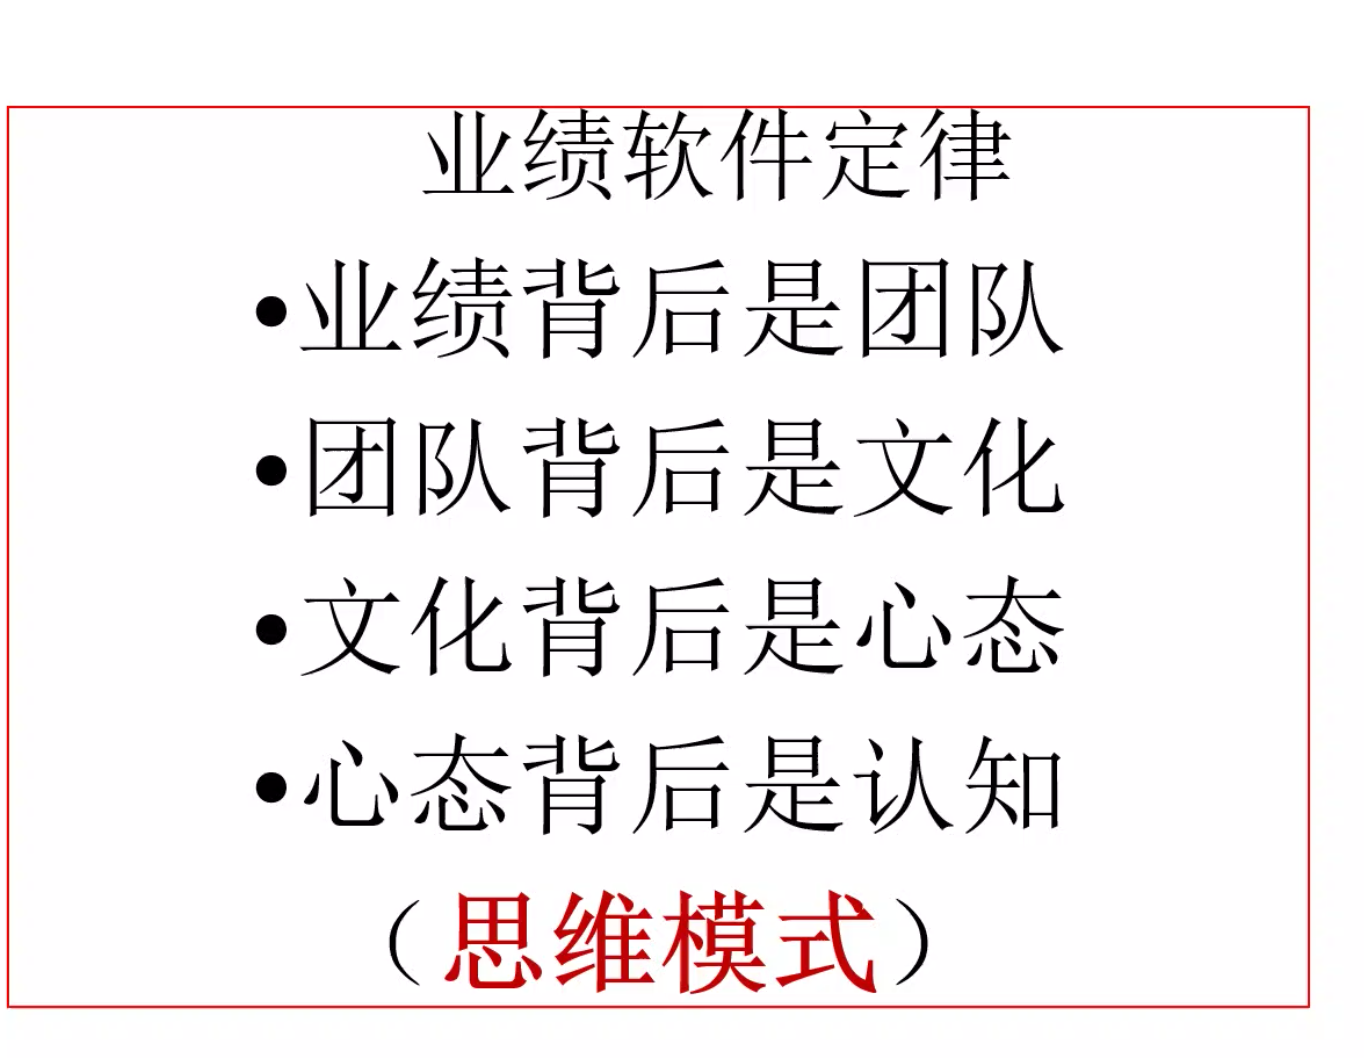 业绩软件定律
•业绩背后是团队
•团队背后是文化
•文化背后是心态
•心态背后是认知
（思维模式）